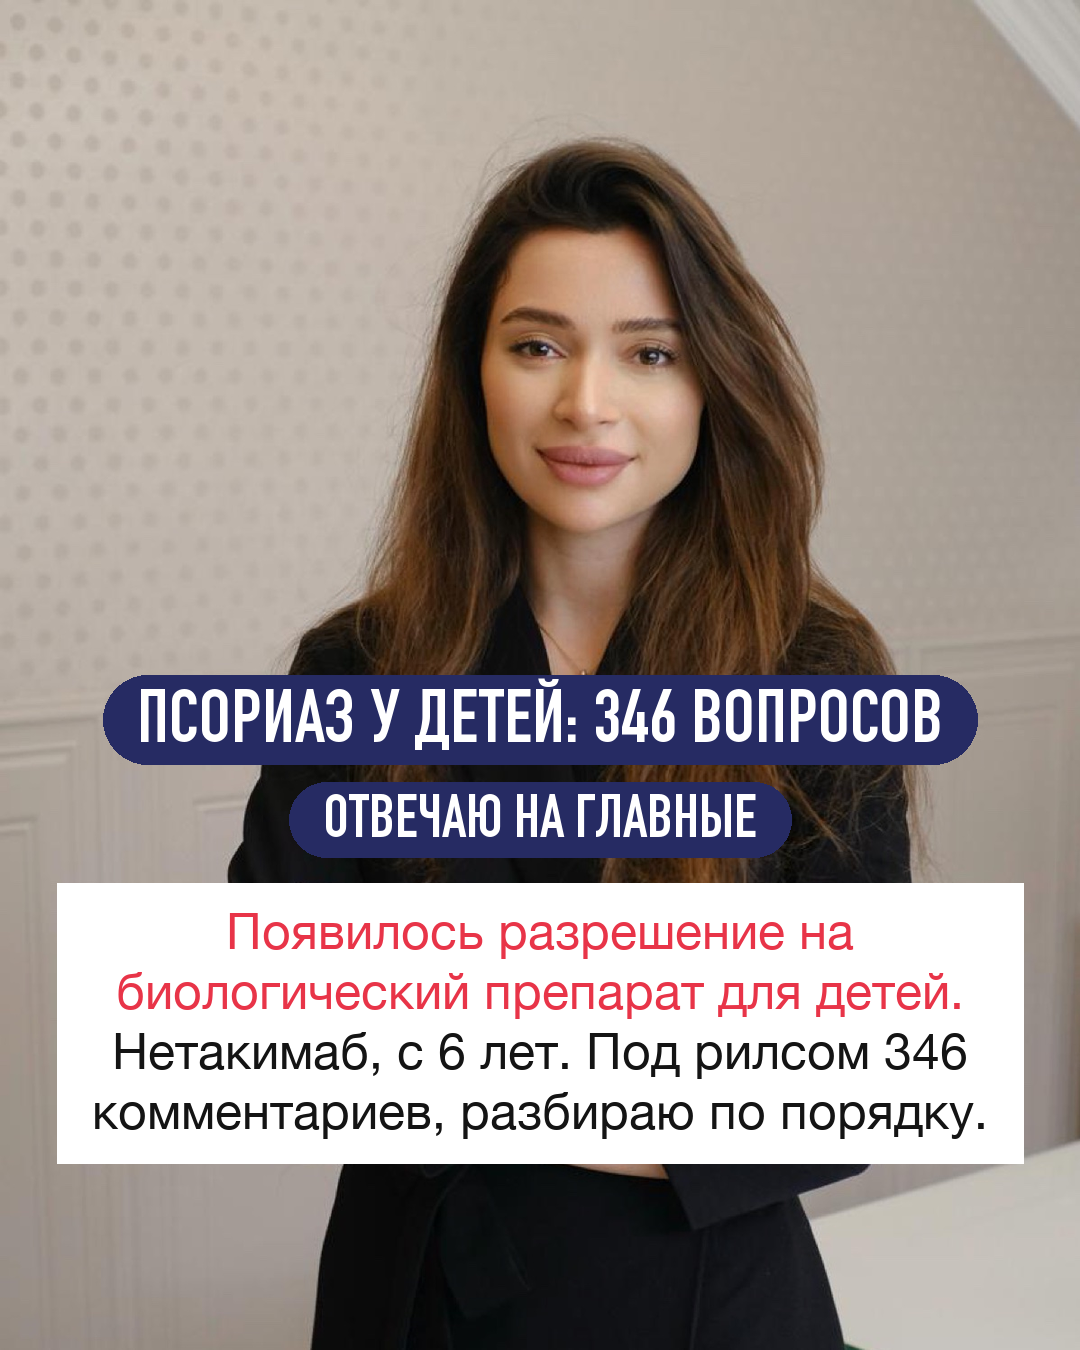 ПСОРИАЗ У ДЕТЕЙ: 346 ВОПРОСОВ
ОТВЕЧАЮ НА ГЛАВНЫЕ
Появилось разрешение на
биологический препарат для детей.
Нетакимаб, с 6 лет. Под рилсом 346
комментариев, разбираю по порядку.